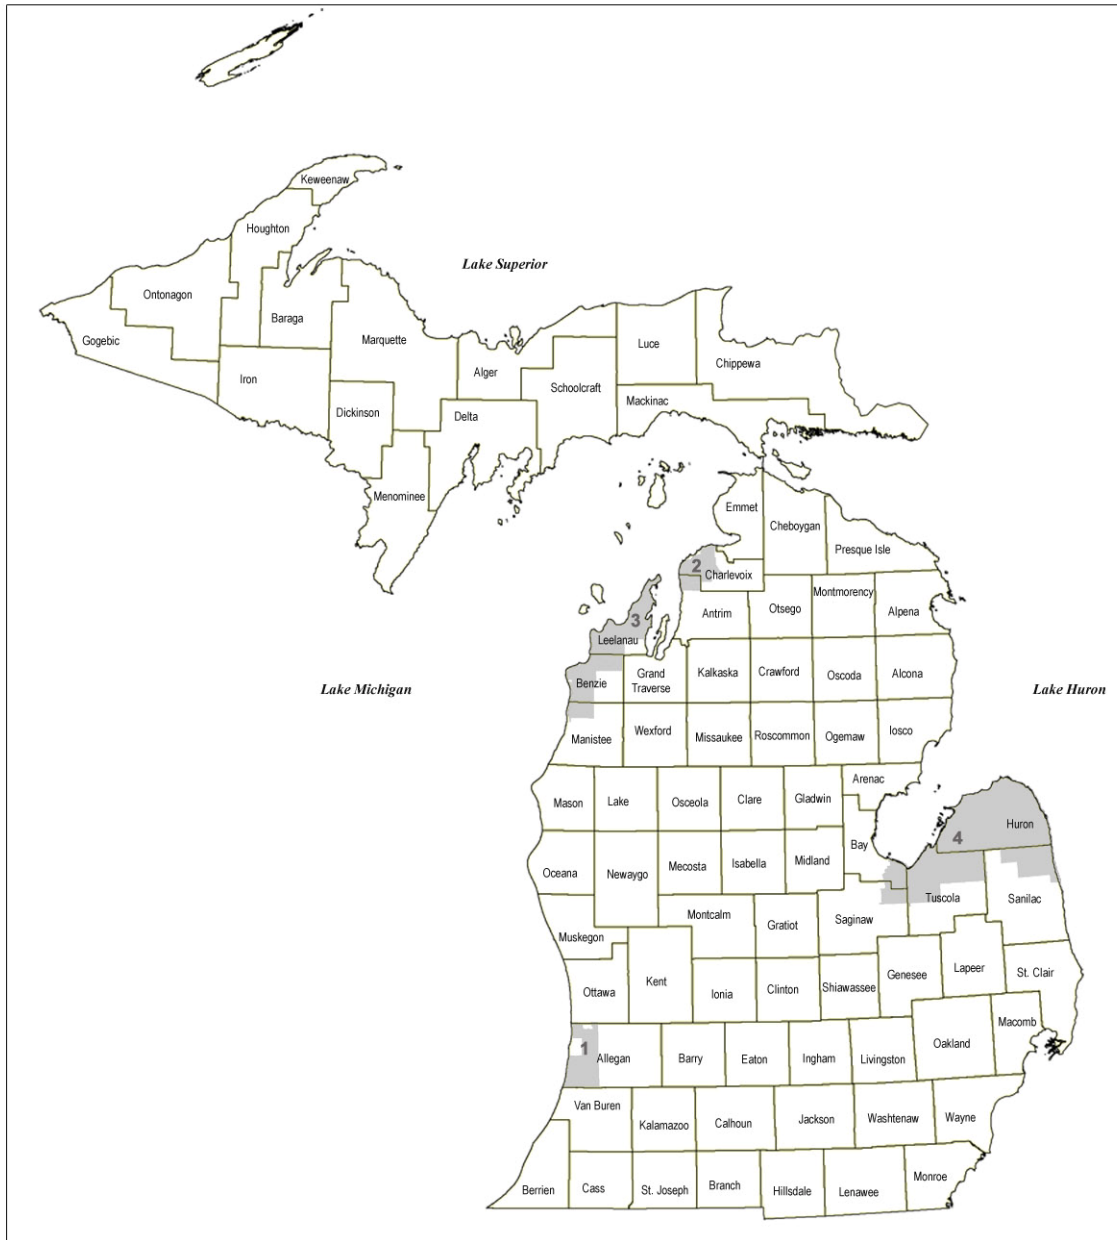 Keweenaw
Houghton
Lake Superior
Ontonagon
Baraga
Gogebic
Marquette
Luce
Chippewa
Iron
Alger
Schoolcraft
Mackinac
Dickinson
Delta
Menominee
Emmet
Cheboygan
Presque Isle
2
Charlevoix
Montmorency
Antrim
Otsego
Alpena
3
Leelanau
Lake Michigan
Benzie
Grand
Traverse
Kalkaska
Crawford
Oscoda
Alcona
Lake Huron
Manistee
Wexford
Missaukee
Roscommon
Ogemaw
Iosco
Arenac
Mason
Lake
Osceola
Clare
Gladwin
Huron
4
Bay
Oceana
Newaygo
Mecosta
Isabella
Midland
Tuscola
Sanilac
Montcalm
Gratiot
Saginaw
Muskegon
Ottawa
Kent
Ionia
Clinton
Shiawassee
Genesee
Lapeer
St. Clair
1
Allegan
Barry
Eaton
Ingham
Livingston
Oakland
Macomb
Van Buren
Kalamazoo
Calhoun
Jackson
Washtenaw
Wayne
Berrien
Cass
St. Joseph
Branch
Hillsdale
Lenawee
Monroe